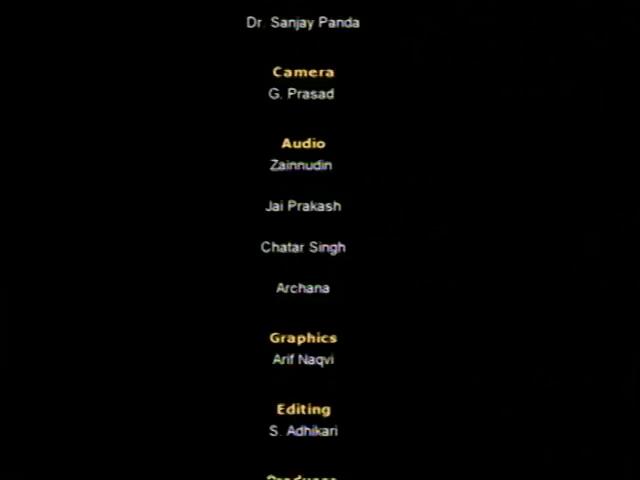 Dr. Sanjay Panda
Camera
G. Prasad
Audio
Zainnudin
Jai Prakash
Chatar Singh
Archana
Graphics
Arif Naqvi
Editing
S. Adhikari